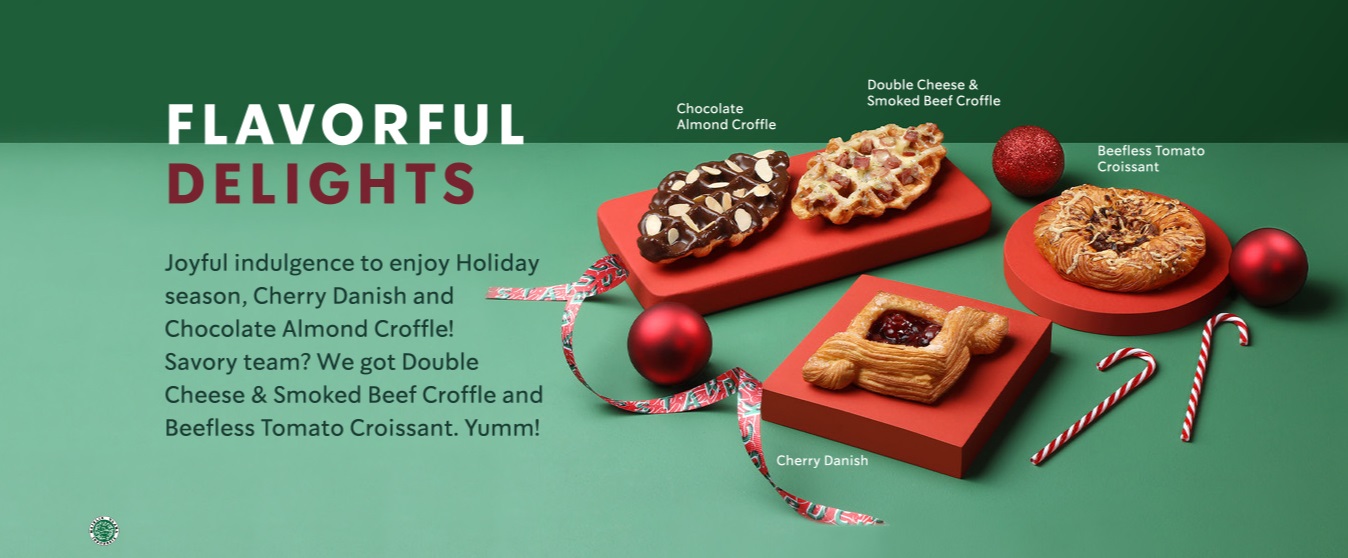 FLAVORFUL
DELIGHTS
Joyful indulgence to enjoy Holiday
season, Cherry Danish and
Chocolate Almond Croffle!
Savory team? We got Double
Cheese & Smoked Beef Croffle and
Beefless Tomato Croissant. Yumm!
Chocolate
Almond Croffle
Double Cheese &
Smoked Beef Croffle
Beefless Tomato
Croissant
Cherry Danish